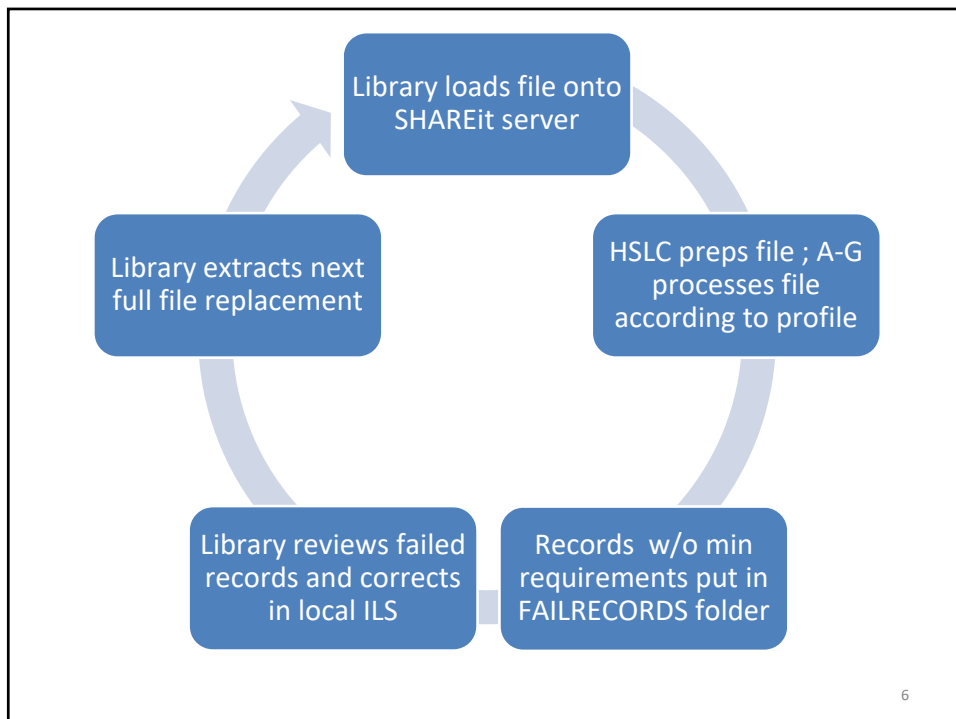 Library loads file onto
SHAREit server
HSLC preps file ; A-G
processes file
according to profile
Records  w/o min
requirements put in
FAILRECORDS folder
Library reviews failed
records and corrects
in local ILS
Library extracts next
full file replacement
6